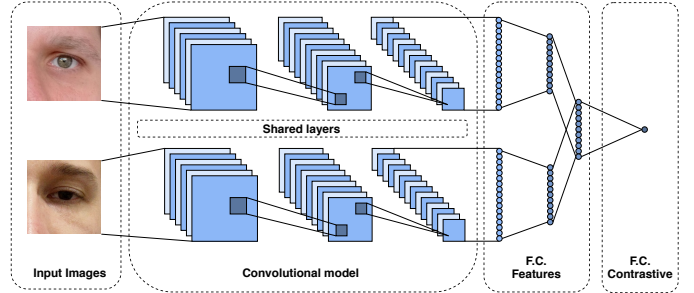 Shared layers
Input Images
Convolutional model
F.C.
Features
F.C.
Contrastive